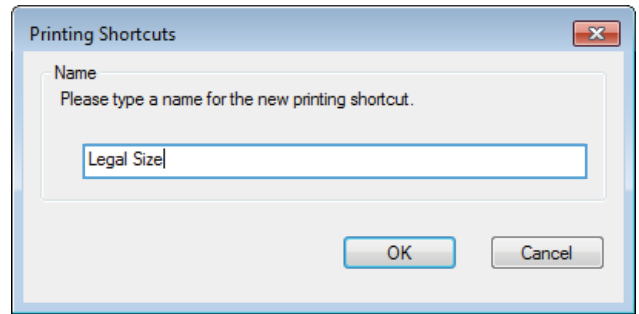 Printing Shortcuts
Name
Please type a name for the new printing shortcut.
Legal Size
OK Cancel